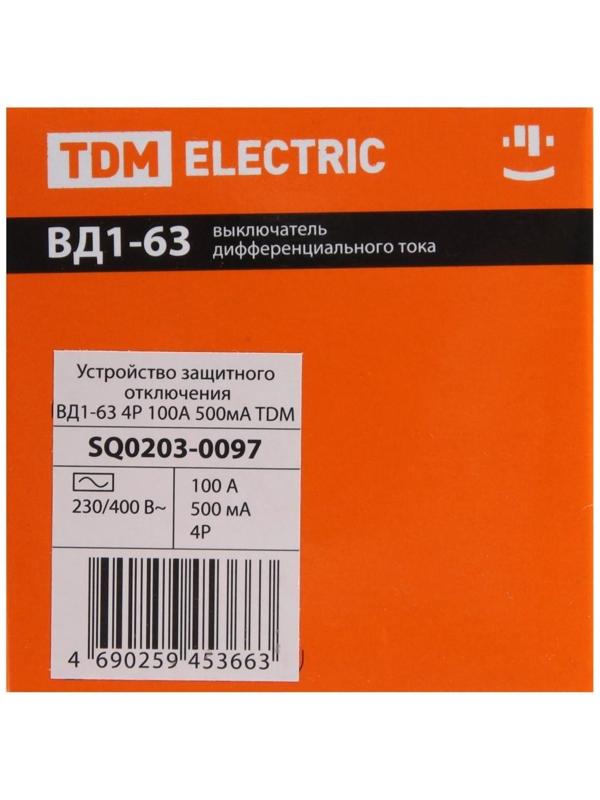 TDM ELECTRIC
ВД1-63
выключатель
дифференциального тока
Устройство защитного
отключения
ВД1-63 4Р 100А 500мА TDM
SQ0203-0097
230/400 В~
100 А
500 мА
4Р
4 690259 453663